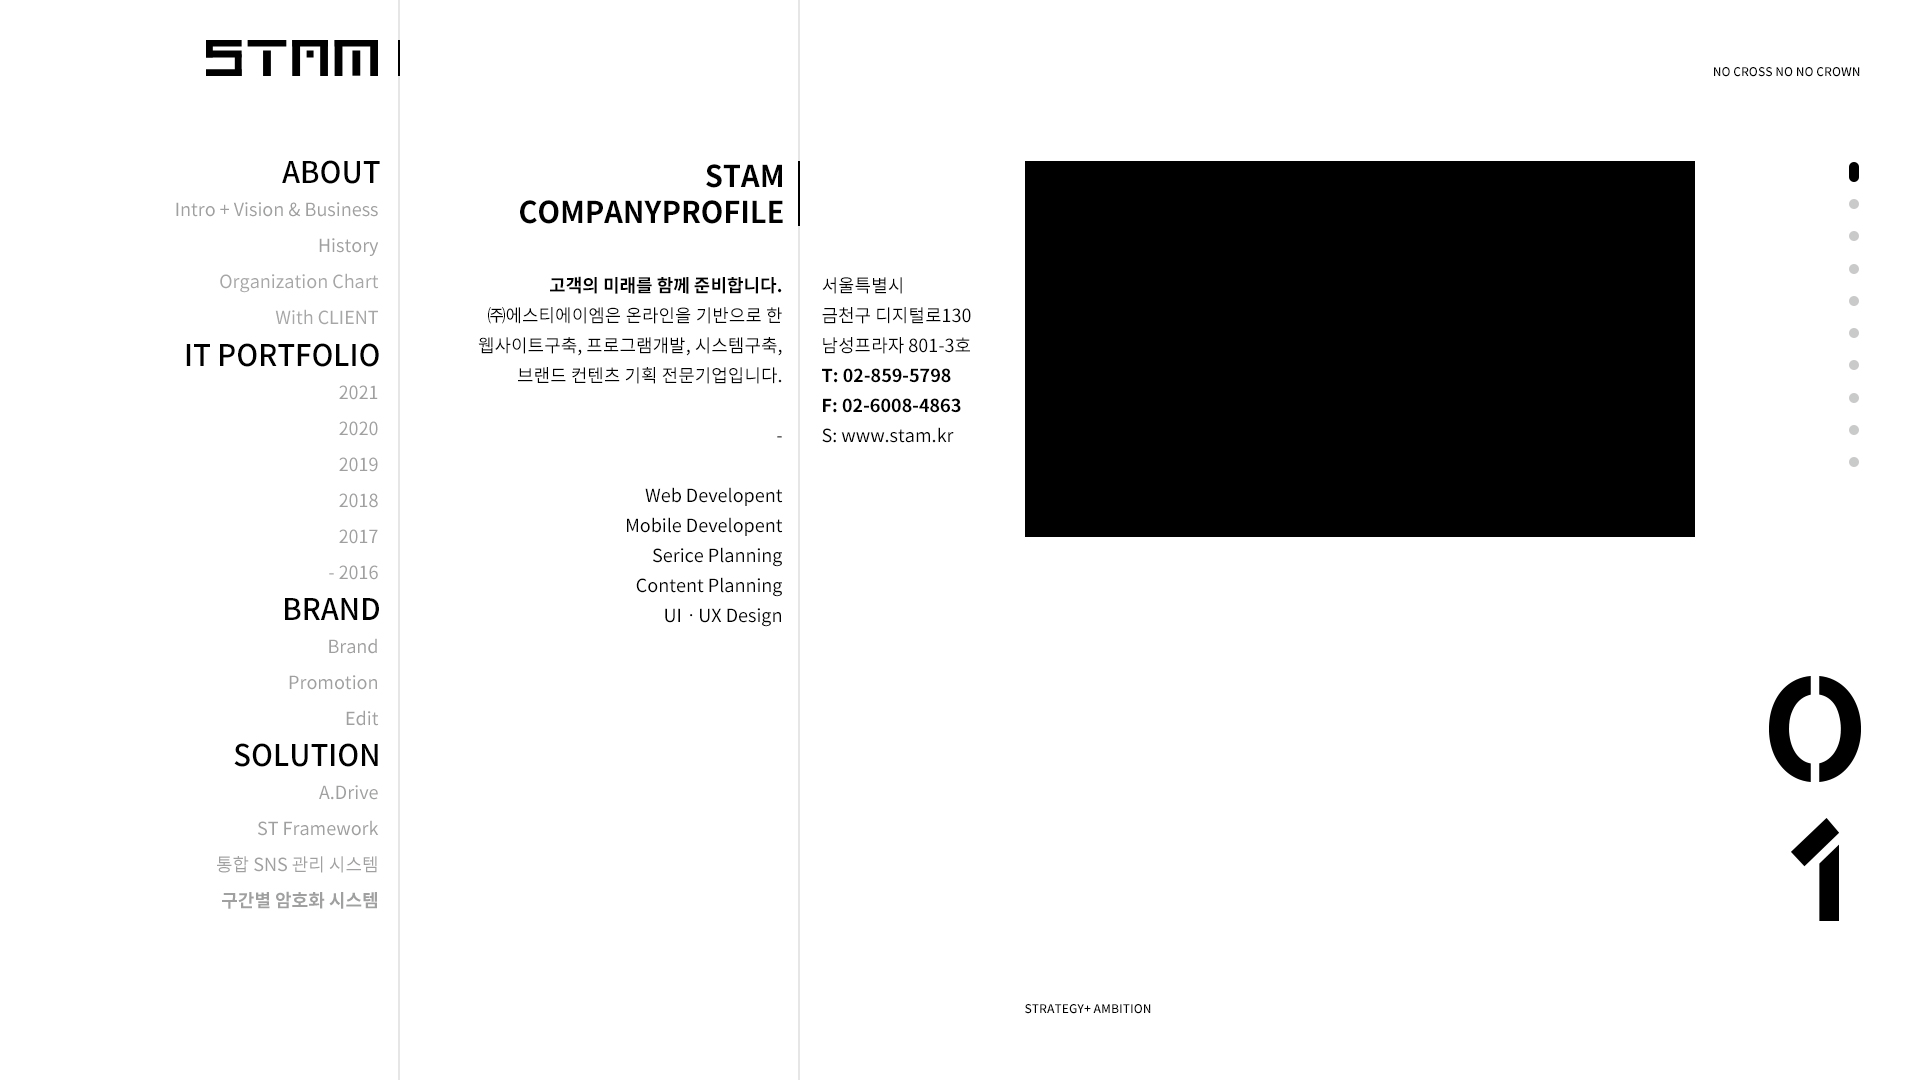 STAM
ABOUT
Intro + Vision & Business
History
Organization Chart
With CLIENT
IT PORTFOLIO
2021
2020
2019
2018
2017
- 2016
BRAND
Brand
Promotion
Edit
SOLUTION
A.Drive
ST Framework
통합 SNS 관리 시스템
구간별 암호화 시스템
STAM
COMPANYPROFILE
고객의 미래를 함께 준비합니다.
㈜에스티에이엠은 온라인을 기반으로 한
웹사이트구축, 프로그램개발, 시스템구축,
브랜드 컨텐츠 기획 전문기업입니다.
-
Web Developent
Mobile Developent
Serice Planning
Content Planning
UI · UX Design
서울특별시
금천구 디지털로130
남성프라자 801-3호
T: 02-859-5798
F: 02-6008-4863
S: www.stam.kr
NO CROSS NO NO CROWN
0
1
STRATEGY+ AMBITION